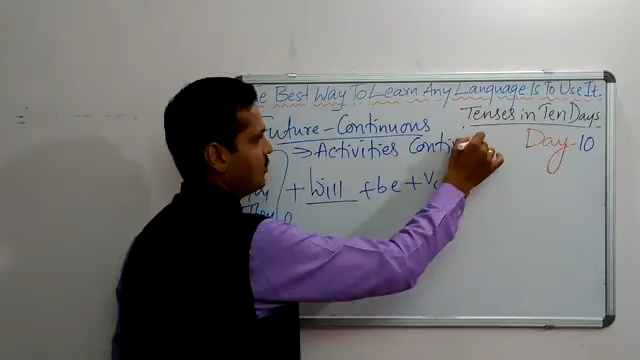 Best Way To Learn Any Language Is To Use It.
Tenses in Ten Days
Future-Continuous
Day-10
→ Activities
+ Will + be +